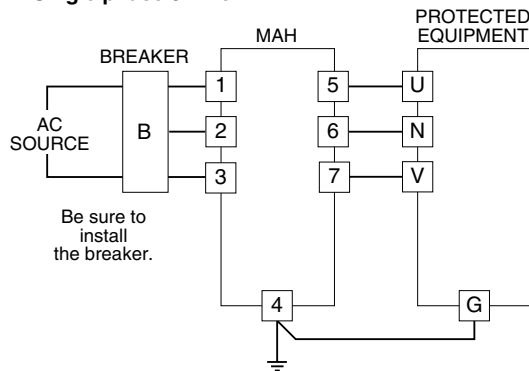 PROTECTED
EQUIPMENT
MAH
BREAKER
1
5
U
AC
SOURCE
B
2
6
N
3
7
V
Be sure to
install
the breaker.
4
G